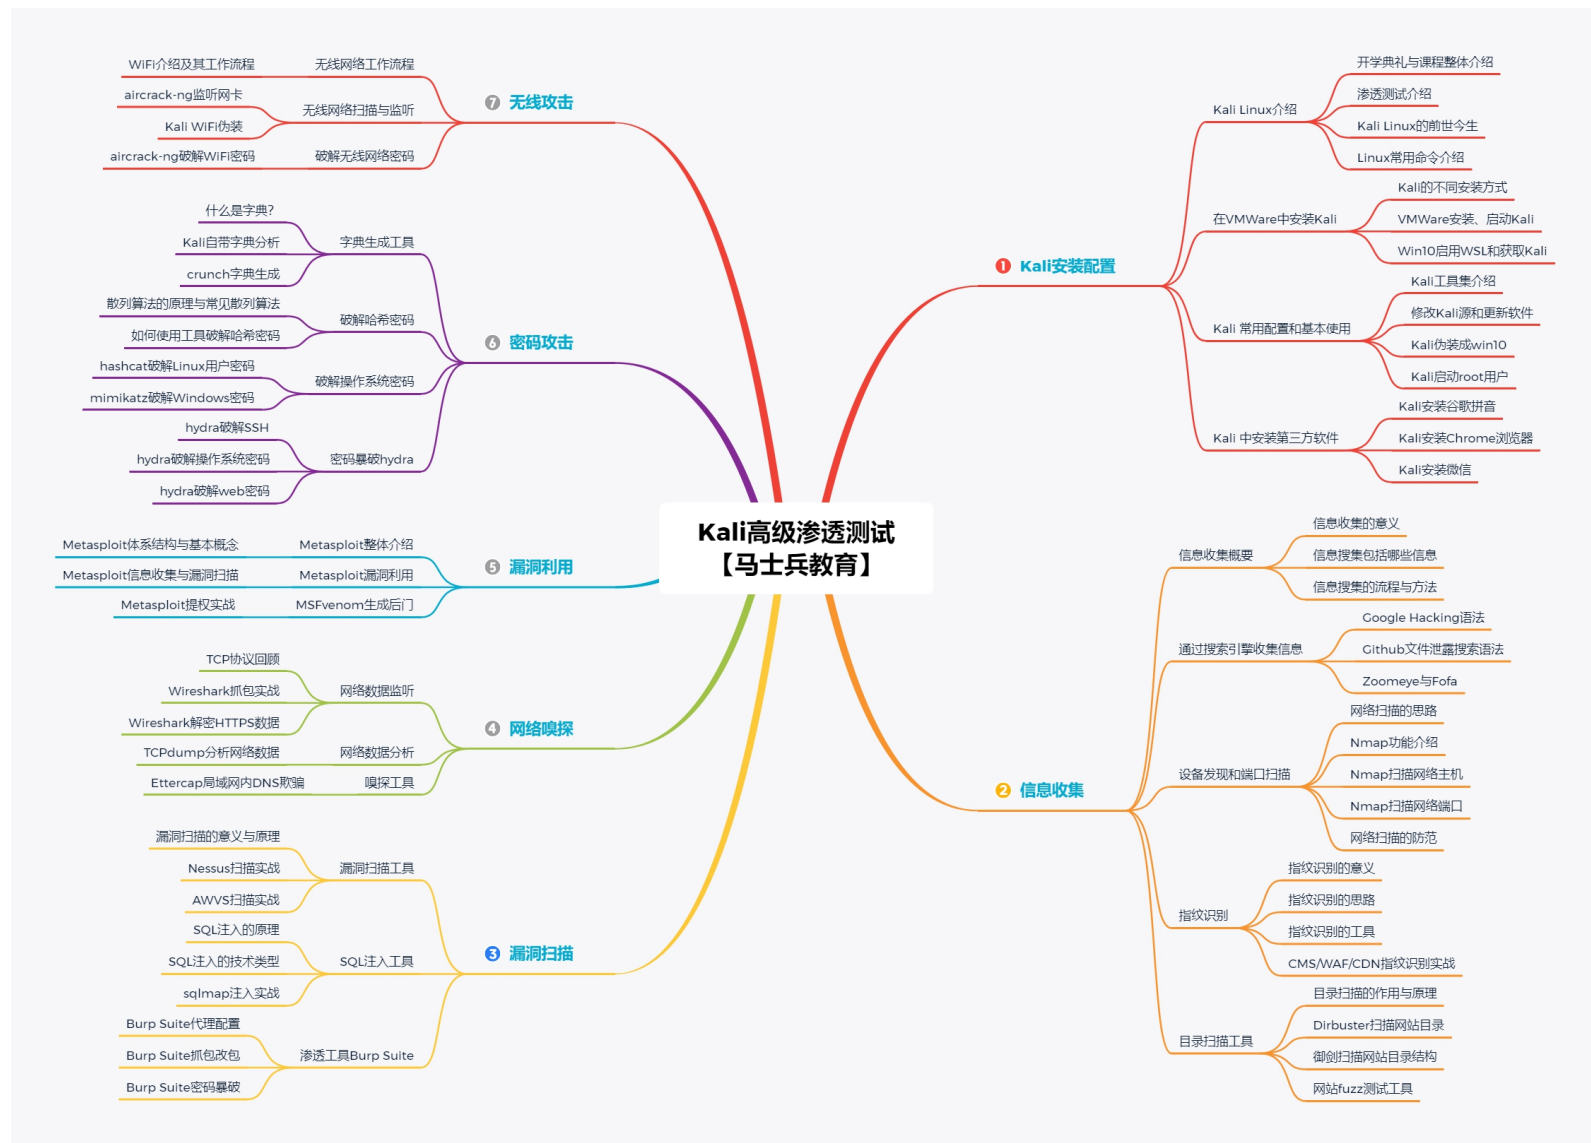 Kali高级渗透测试
【马士兵教育】
1 Kali安装配置
Kali Linux介绍
开学典礼与课程整体介绍
渗透测试介绍
Kali Linux的前世今生
Linux常用命令介绍
在VMWare中安装Kali
Kali的不同安装方式
VMWare安装、启动Kali
Win10启用WSL和获取Kali
Kali 常用配置和基本使用
Kali工具集介绍
修改Kali源和更新软件
Kali伪装成win10
Kali启动root用户
Kali 中安装第三方软件
Kali安装谷歌拼音
Kali安装Chrome浏览器
Kali安装微信
2 信息收集
信息收集概要
信息收集的意义
信息搜集包括哪些信息
信息搜集的流程与方法
通过搜索引擎收集信息
Google Hacking语法
Github文件泄露搜索语法
Zoomeye与Fofa
设备发现和端口扫描
网络扫描的思路
Nmap功能介绍
Nmap扫描网络主机
Nmap扫描网络端口
网络扫描的防范
指纹识别
指纹识别的意义
指纹识别的思路
指纹识别的工具
CMS/WAF/CDN指纹识别实战
目录扫描工具
目录扫描的作用与原理
Dirbuster扫描网站目录
御剑扫描网站目录结构
网站fuzz测试工具
3 漏洞扫描
漏洞扫描工具
漏洞扫描的意义与原理
Nessus扫描实战
AWVS扫描实战
SQL注入工具
SQL注入的原理
SQL注入的技术类型
sqlmap注入实战
渗透工具Burp Suite
Burp Suite代理配置
Burp Suite抓包改包
Burp Suite密码暴破
4 网络嗅探
网络数据监听
TCP协议回顾
Wireshark抓包实战
Wireshark解密HTTPS数据
网络数据分析
TCPdump分析网络数据
嗅探工具
Ettercap局域网内DNS欺骗
5 漏洞利用
Metasploit整体介绍
Metasploit体系结构与基本概念
Metasploit漏洞利用
Metasploit信息收集与漏洞扫描
MSFvenom生成后门
Metasploit提权实战
6 密码攻击
字典生成工具
什么是字典?
Kali自带字典分析
crunch字典生成
破解哈希密码
散列算法的原理与常见散列算法
如何使用工具破解哈希密码
破解操作系统密码
hashcat破解Linux用户密码
mimikatz破解Windows密码
密码暴破hydra
hydra破解SSH
hydra破解操作系统密码
hydra破解web密码
7 无线攻击
无线网络工作流程
WiFi介绍及其工作流程
无线网络扫描与监听
aircrack-ng监听网卡
Kali WiFi伪装
破解无线网络密码
aircrack-ng破解WiFi密码